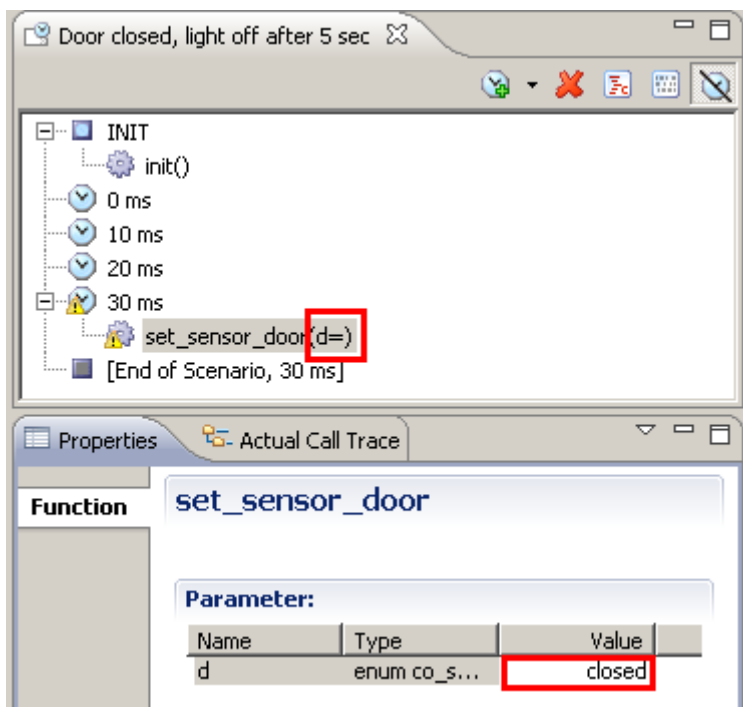 Door closed, light off after 5 sec
INIT
init()
0 ms
10 ms
20 ms
30 ms
set_sensor_door(d=)
[End of Scenario, 30 ms]
Properties
Actual Call Trace
Function
set_sensor_door
Parameter:
Name Type Value
d enum co_s... closed